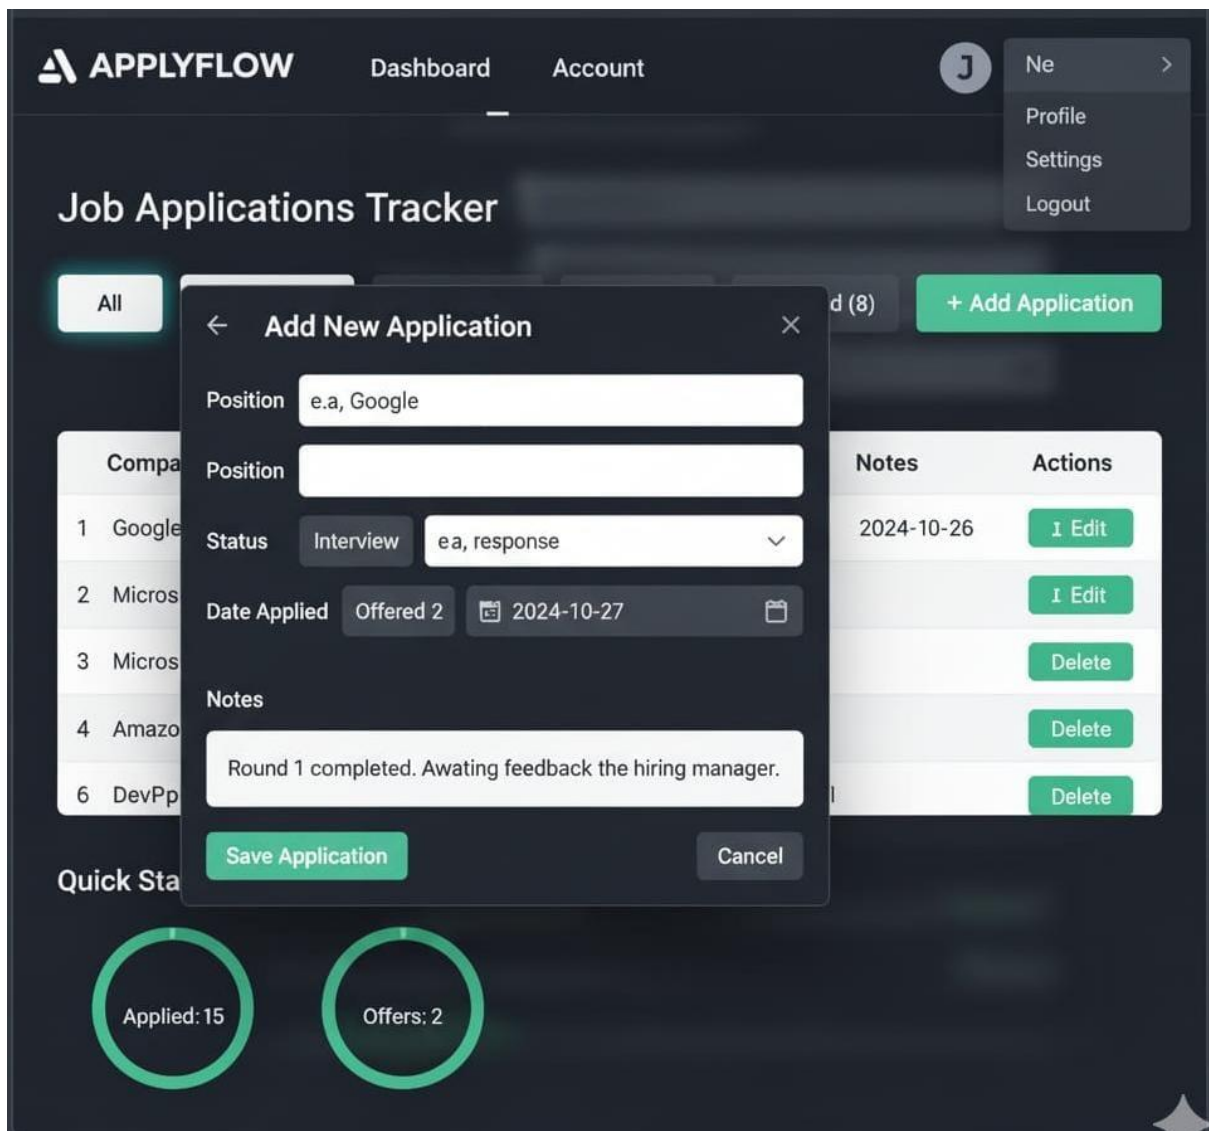 APPLYFLOW Dashboard Account J Ne
Profile
Settings
Logout
Job Applications Tracker
All d (8) + Add Application
Add New Application
Position e.a, Google
Position
Status Interview ea, response
Date Applied Offered 2 2024-10-27
Notes
Round 1 completed. Awating feedback the hiring manager.
Save Application Cancel
Compa Notes Actions
1 Google 2024-10-26 Edit
2 Micros Edit
3 Micros Delete
4 Amazo Delete
6 DevPp Delete
Quick Sta
Applied: 15 Offers: 2